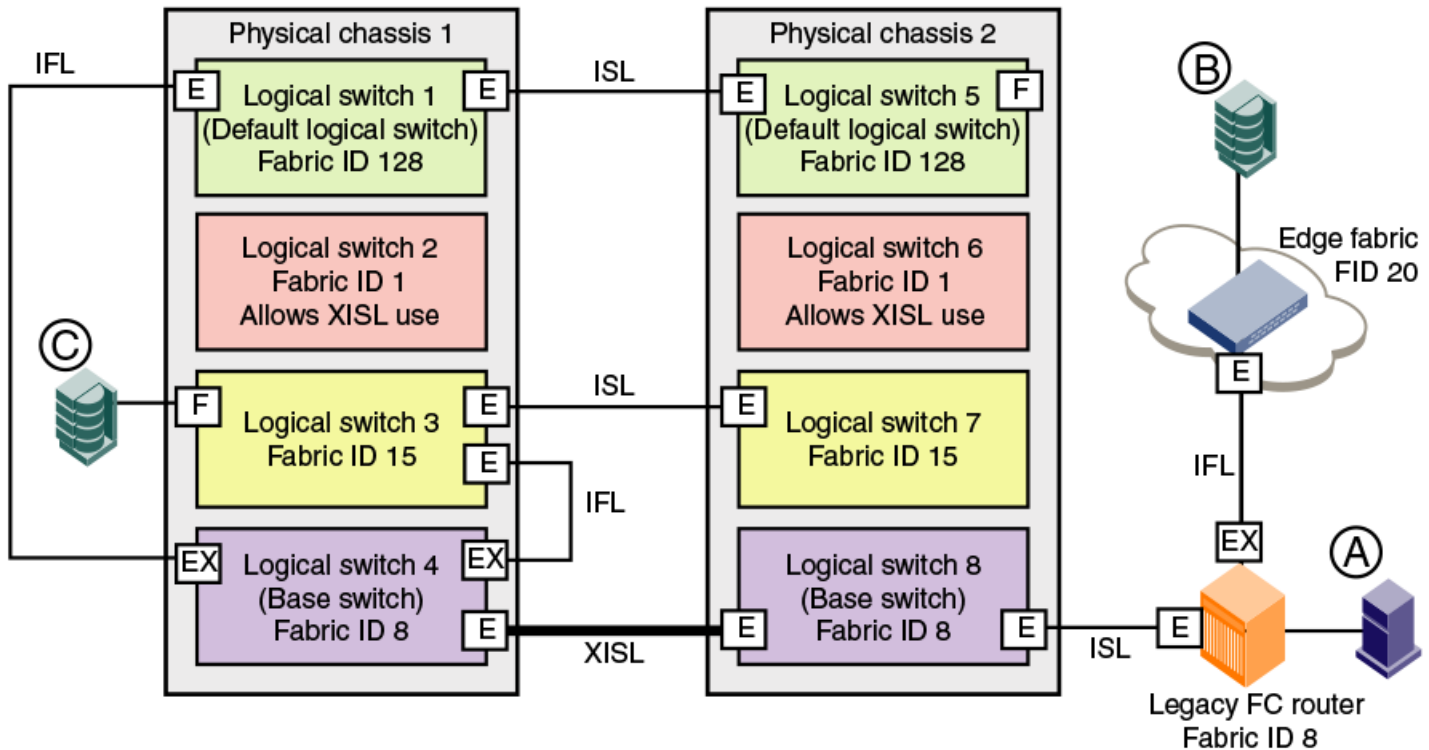 Physical chassis 1
IFL
E
Logical switch 1
(Default logical switch)
Fabric ID 128
E
ISL
Logical switch 2
Fabric ID 1
Allows XISL use
C
F
Logical switch 3
Fabric ID 15
E
ISL
E
IFL
EX
Logical switch 4
(Base switch)
Fabric ID 8
EX
E
XISL
Physical chassis 2
E
Logical switch 5
(Default logical switch)
Fabric ID 128
F
Logical switch 6
Fabric ID 1
Allows XISL use
E
Logical switch 7
Fabric ID 15
E
Logical switch 8
(Base switch)
Fabric ID 8
E
ISL
B
Edge fabric
FID 20
E
IFL
EX
A
E
Legacy FC router
Fabric ID 8